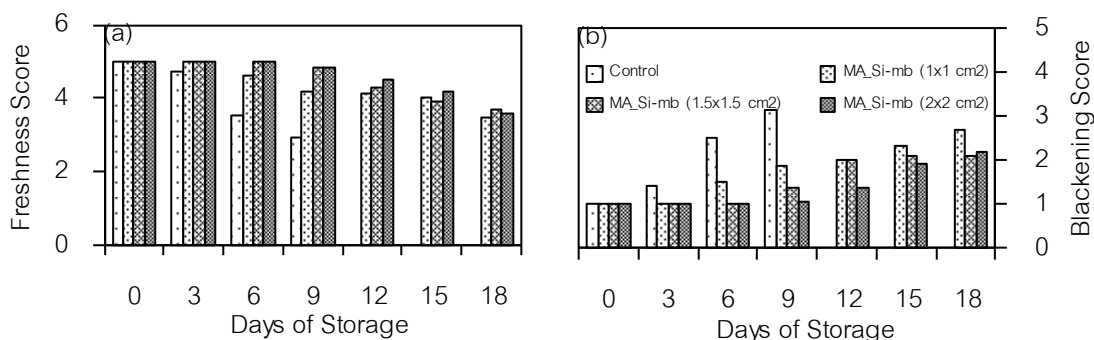 Freshness Score
6
4
2
0
(a)
0 3 6 9 12 15 18
Days of Storage
(b)
Control
MA_Si-mb (1x1 cm2)
MA_Si-mb (1.5x1.5 cm2)
MA_Si-mb (2x2 cm2)
0 3 6 9 12 15 18
Days of Storage
5
4
3
2
1
0
Blackening Score